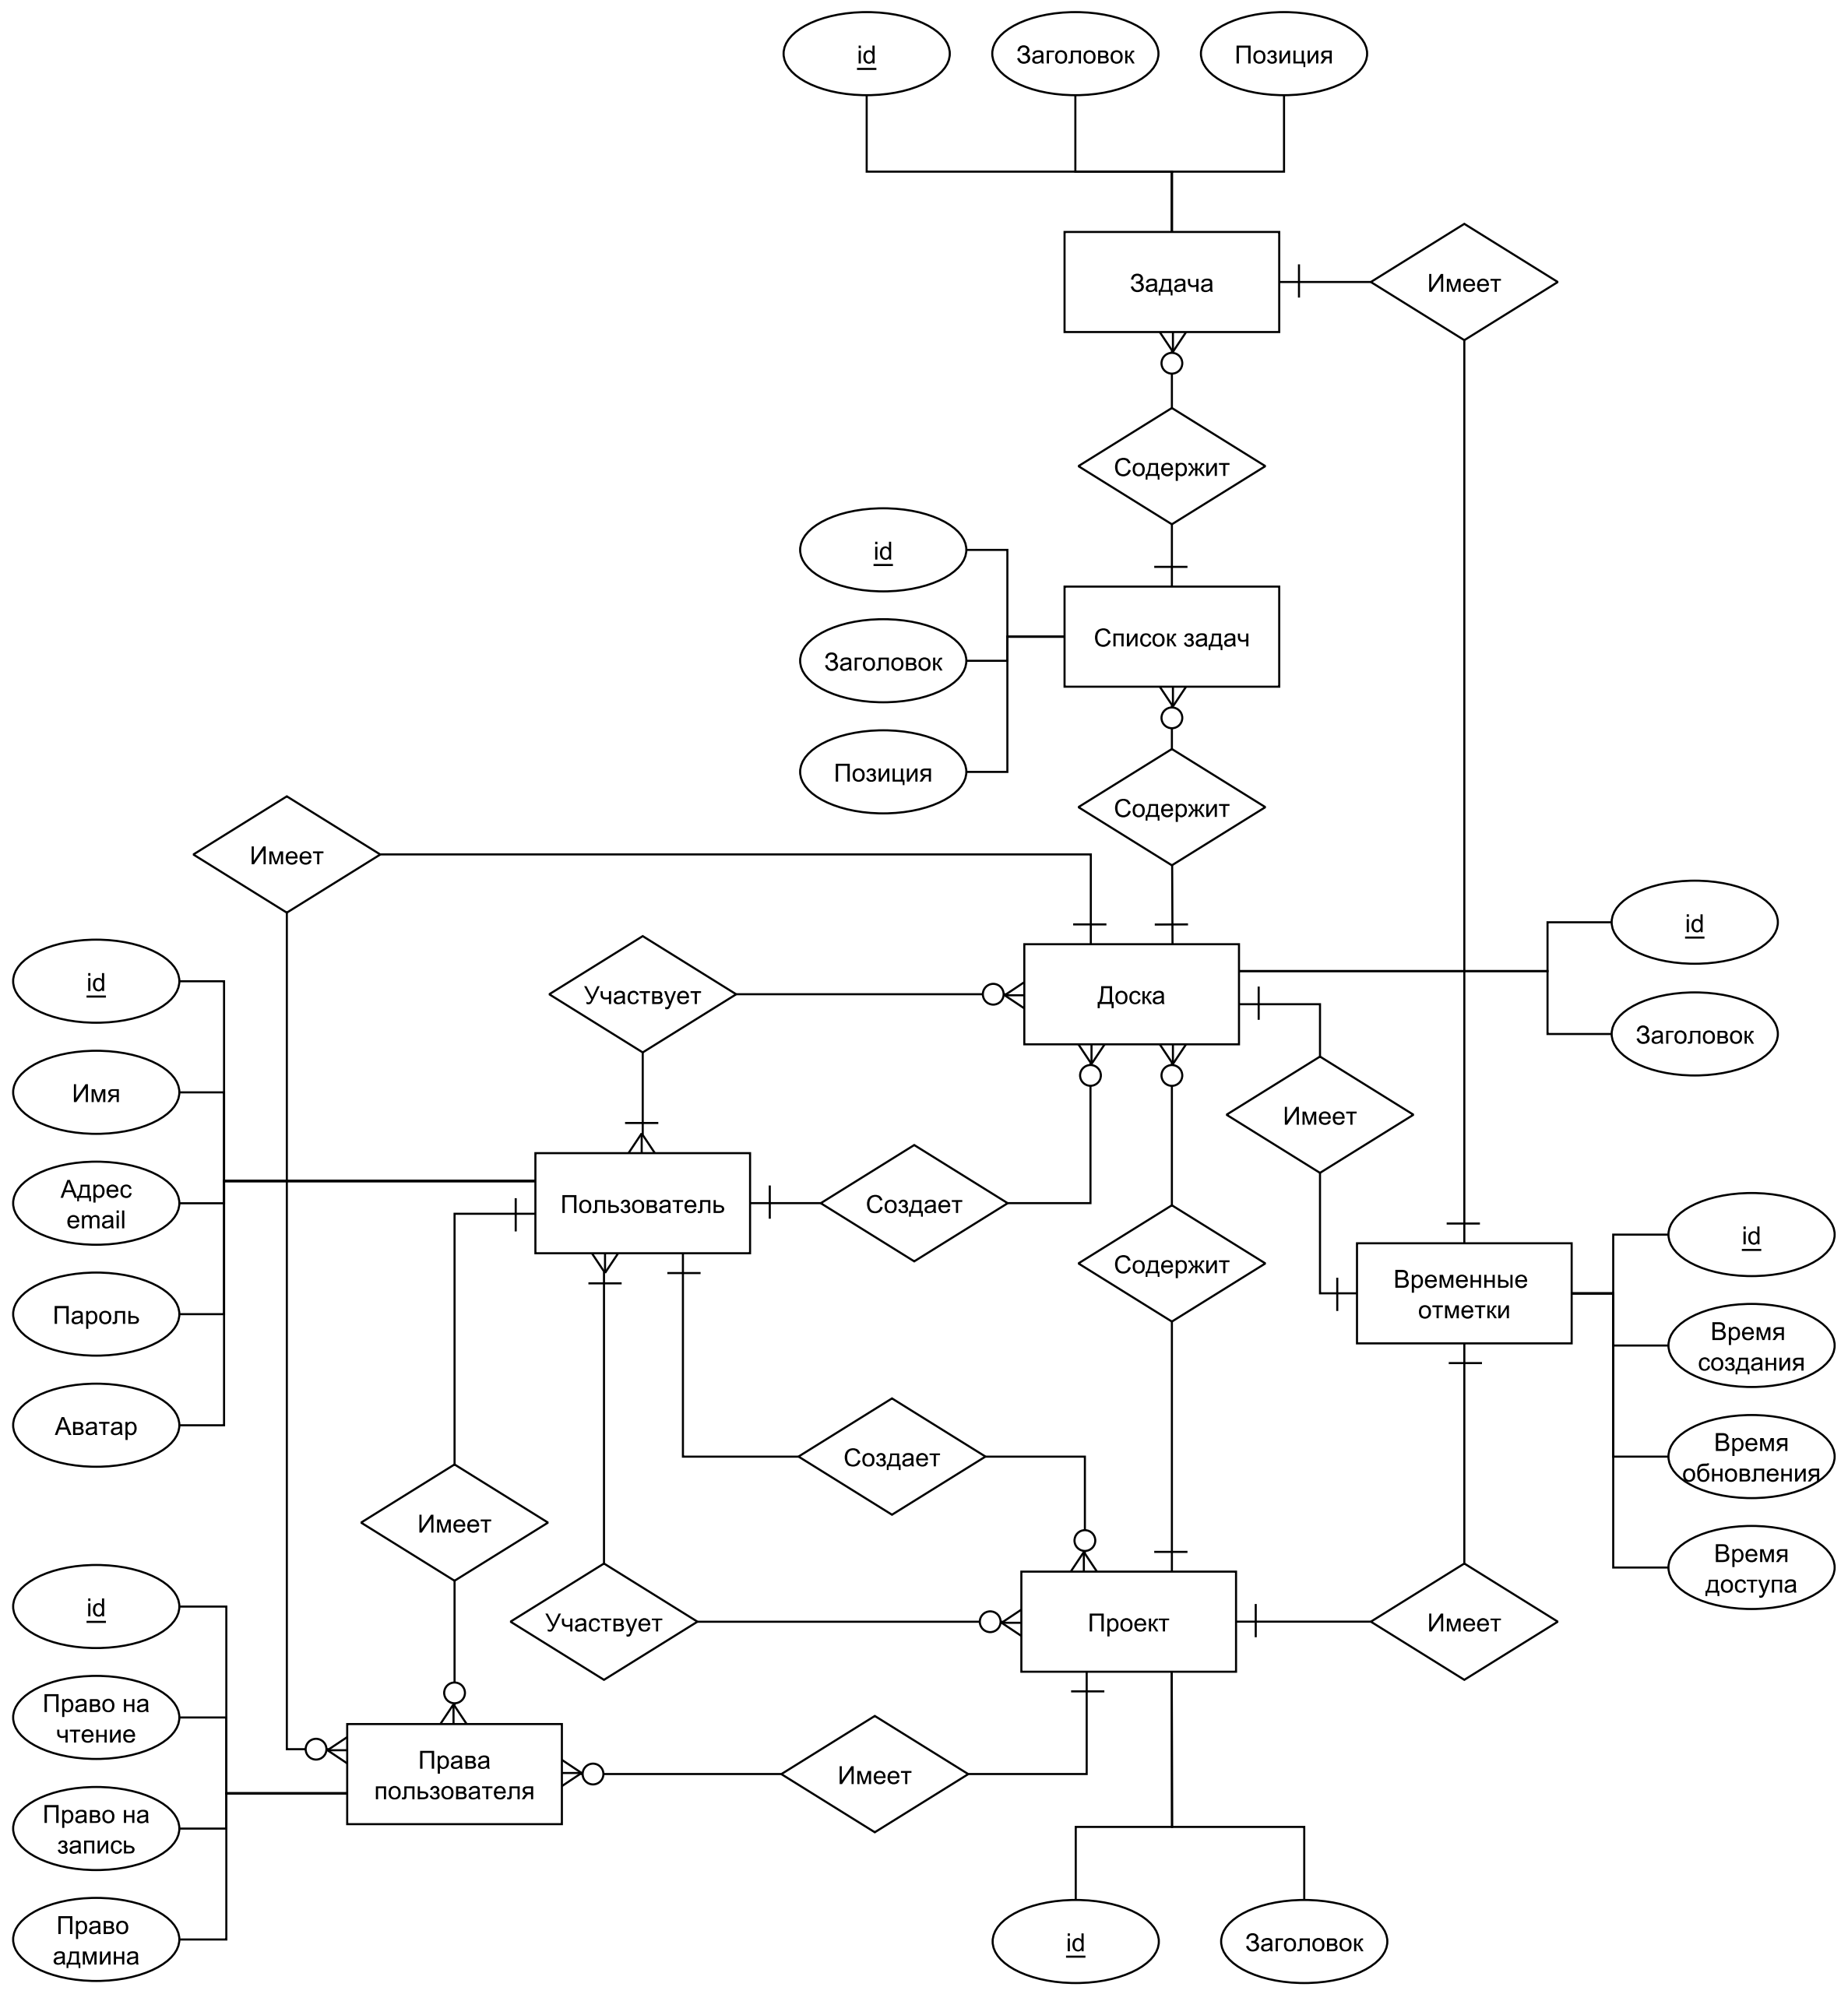 id
Заголовок
Позиция
Задача
Имеет
Содержит
id
Список задач
Заголовок
Позиция
Содержит
Имеет
id
id
Участвует
Доска
Заголовок
Имя
Имеет
Адрес
email
Пользователь
Создает
Содержит
id
Временные
отметки
Пароль
Время
создания
Аватар
Создает
Время
обновления
Имеет
Время
доступа
id
Участвует
Проект
Имеет
Право на
чтение
Права
пользователя
Имеет
Право на
запись
Право
админа
id
Заголовок